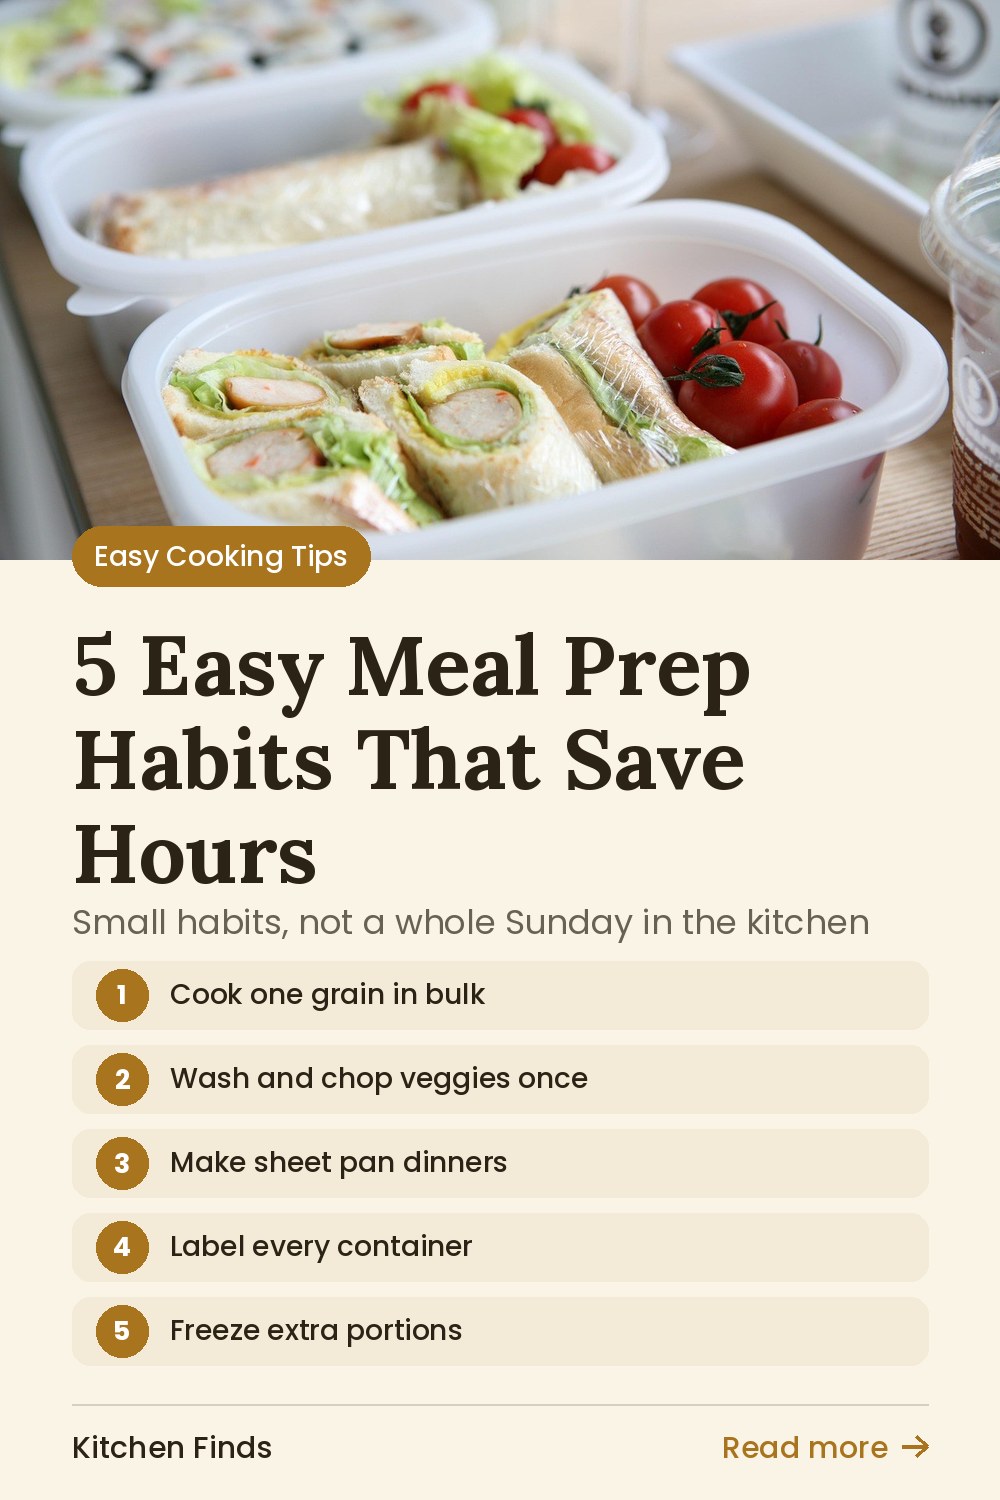 Easy Cooking Tips
5 Easy Meal Prep
Habits That Save
Hours
Small habits, not a whole Sunday in the kitchen
1 Cook one grain in bulk
2 Wash and chop veggies once
3 Make sheet pan dinners
4 Label every container
5 Freeze extra portions
Kitchen Finds
Read more →